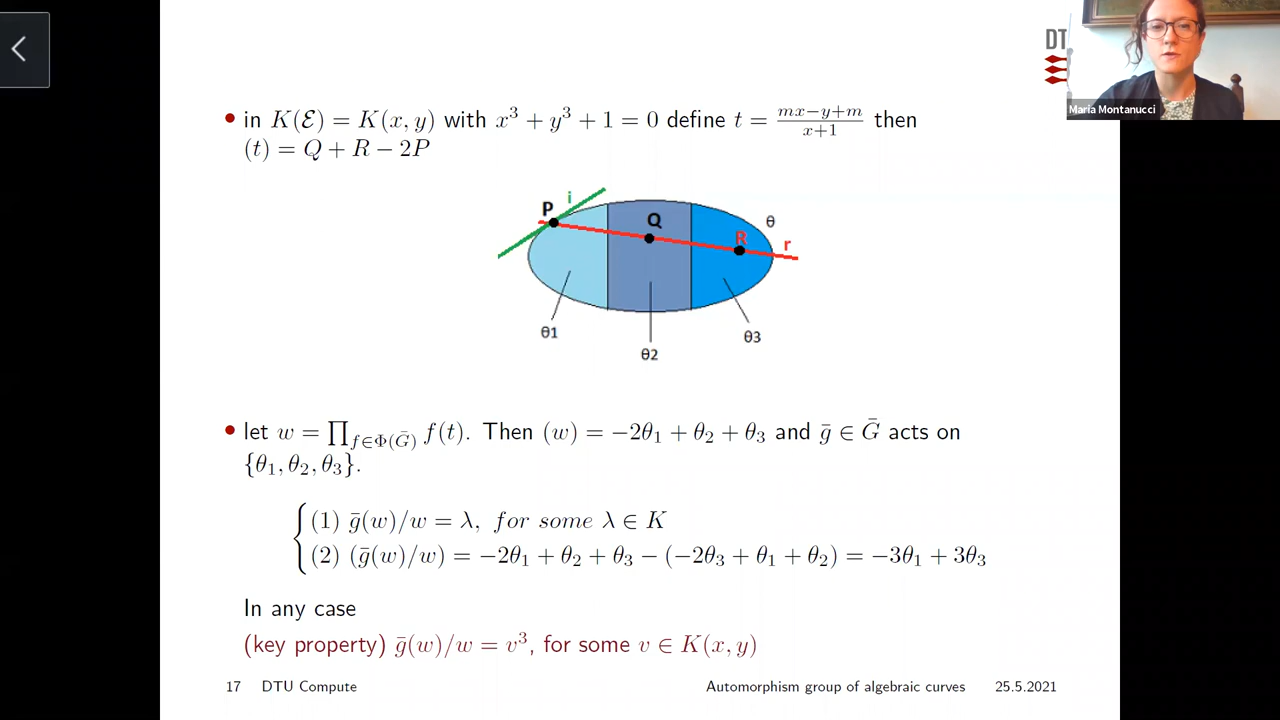 DT
Maria Montanucci
• in K(ℰ) = K(x, y) with x³ + y³ + 1 = 0 define t = (mx−y+m)/(x+1) then
(t) = Q + R − 2P
P i Q R θ r
θ1 θ2 θ3
• let w = ∏_{f∈Φ(Ḡ)} f(t). Then (w) = −2θ₁ + θ₂ + θ₃ and ḡ ∈ Ḡ acts on
{θ₁, θ₂, θ₃}.
(1) ḡ(w)/w = λ, for some λ ∈ K
(2) (ḡ(w)/w) = −2θ₁ + θ₂ + θ₃ − (−2θ₃ + θ₁ + θ₂) = −3θ₁ + 3θ₃
In any case
(key property) ḡ(w)/w = v³, for some v ∈ K(x, y)
17 DTU Compute Automorphism group of algebraic curves 25.5.2021